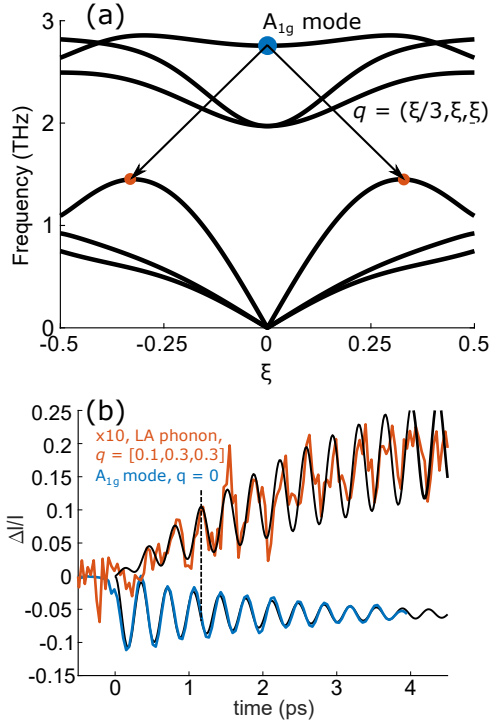 (a)
A1g mode
q = (ξ/3,ξ,ξ)
Frequency (THz)
3
2
1
0
-0.5
-0.25
0
0.25
0.5
ξ
(b)
x10, LA phonon,
q = [0.1,0.3,0.3]
A1g mode, q = 0
ΔI/I
0.25
0.2
0.15
0.1
0.05
0
-0.05
-0.1
-0.15
0
1
2
3
4
time (ps)